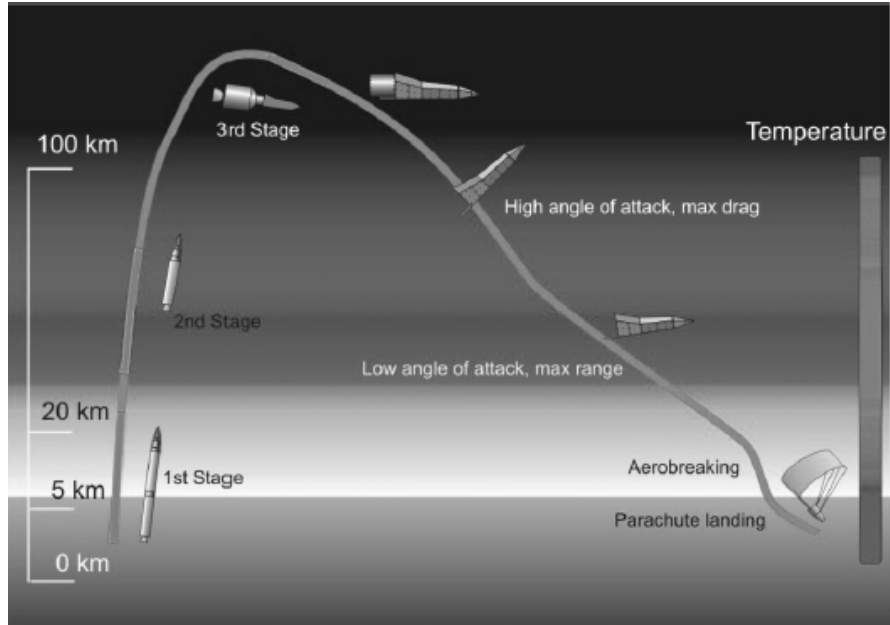 3rd Stage
100 km
Temperature
High angle of attack, max drag
2nd Stage
Low angle of attack, max range
20 km
1st Stage
Aerobreaking
5 km
Parachute landing
0 km